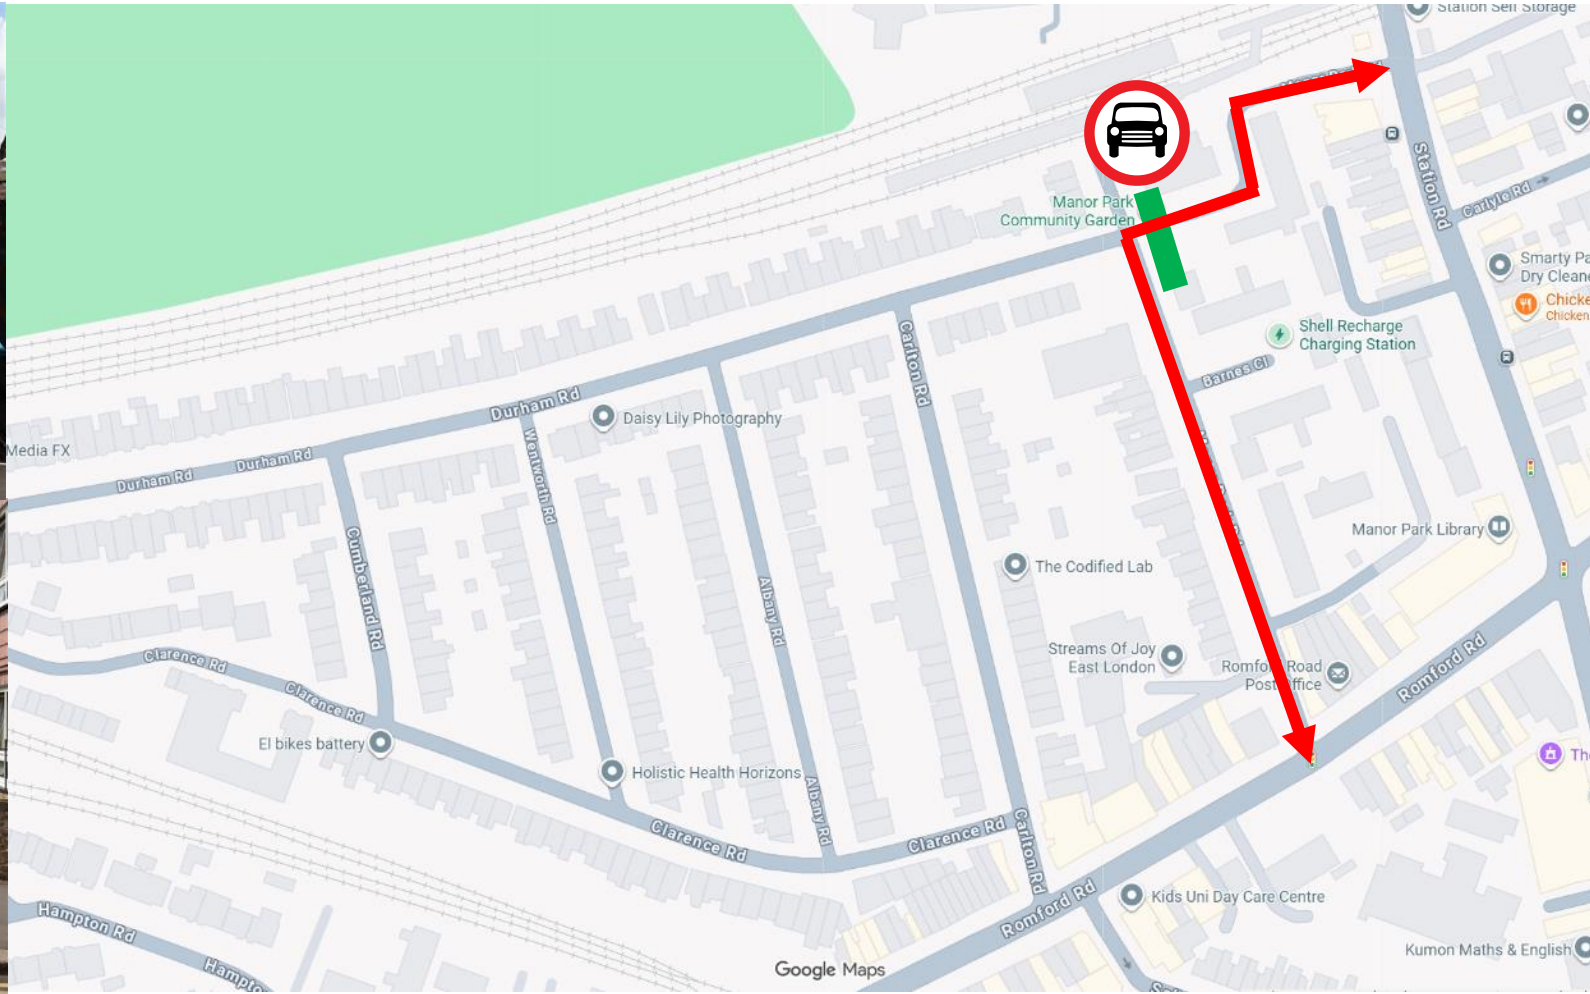 Station Self Storage
Station Rd
Carlyle Rd
Manor Park
Community Garden
Smarty Pa
Dry Cleane
Chicke
Chicken
Shell Recharge
Charging Station
Barnes Cl
Carlton Rd
Durham Rd
Daisy Lily Photography
Media FX
Durham Rd
Durham Rd
Wentworth Rd
Manor Park Library
Cumberland Rd
The Codified Lab
Albany Rd
Streams Of Joy
East London
Romford Road
Post Office
Romford Rd
Clarence Rd
Clarence Rd
El bikes battery
Holistic Health Horizons
The
Albany Rd
Clarence Rd
Clarence Rd
Carlton Rd
Romford Rd
Kids Uni Day Care Centre
Hampton Rd
Hampto
Google Maps
Kumon Maths & English